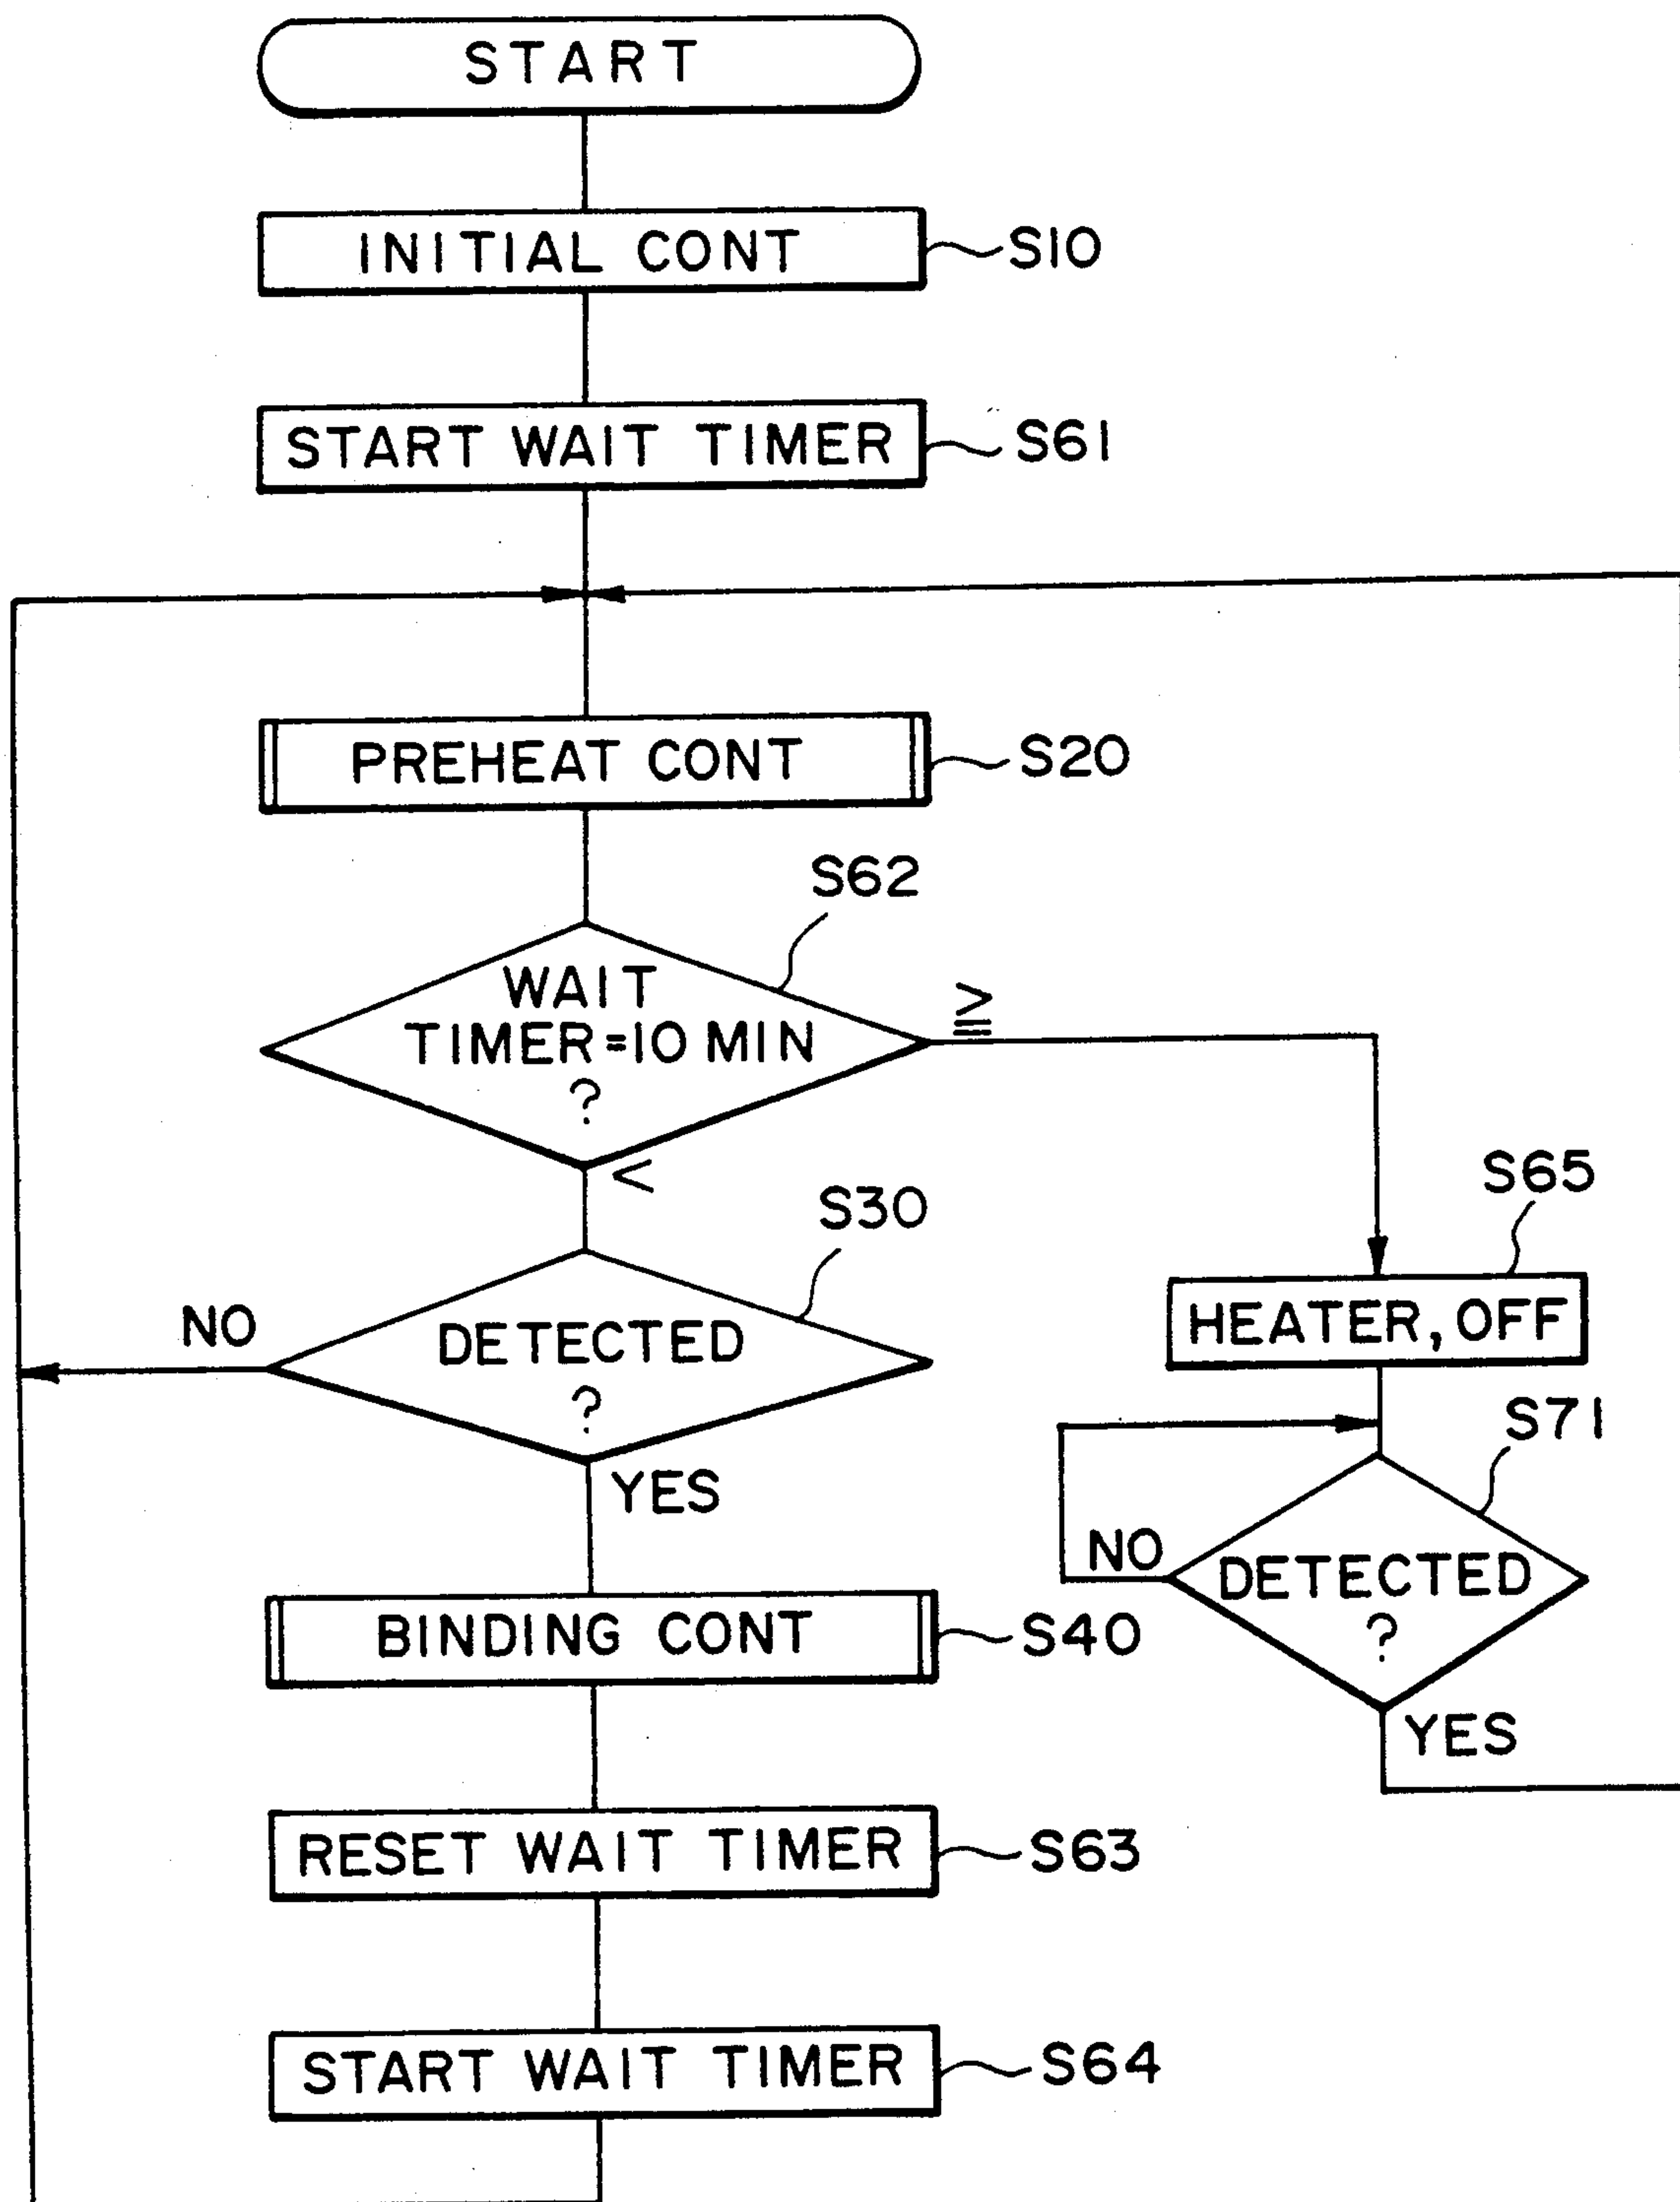 START
INITIAL CONT
S10
START WAIT TIMER
S61
PREHEAT CONT
S20
S62
WAIT
TIMER=10 MIN
?
≧
<
S30
DETECTED
?
NO
YES
S65
HEATER, OFF
S71
DETECTED
?
NO
YES
BINDING CONT
S40
RESET WAIT TIMER
S63
START WAIT TIMER
S64